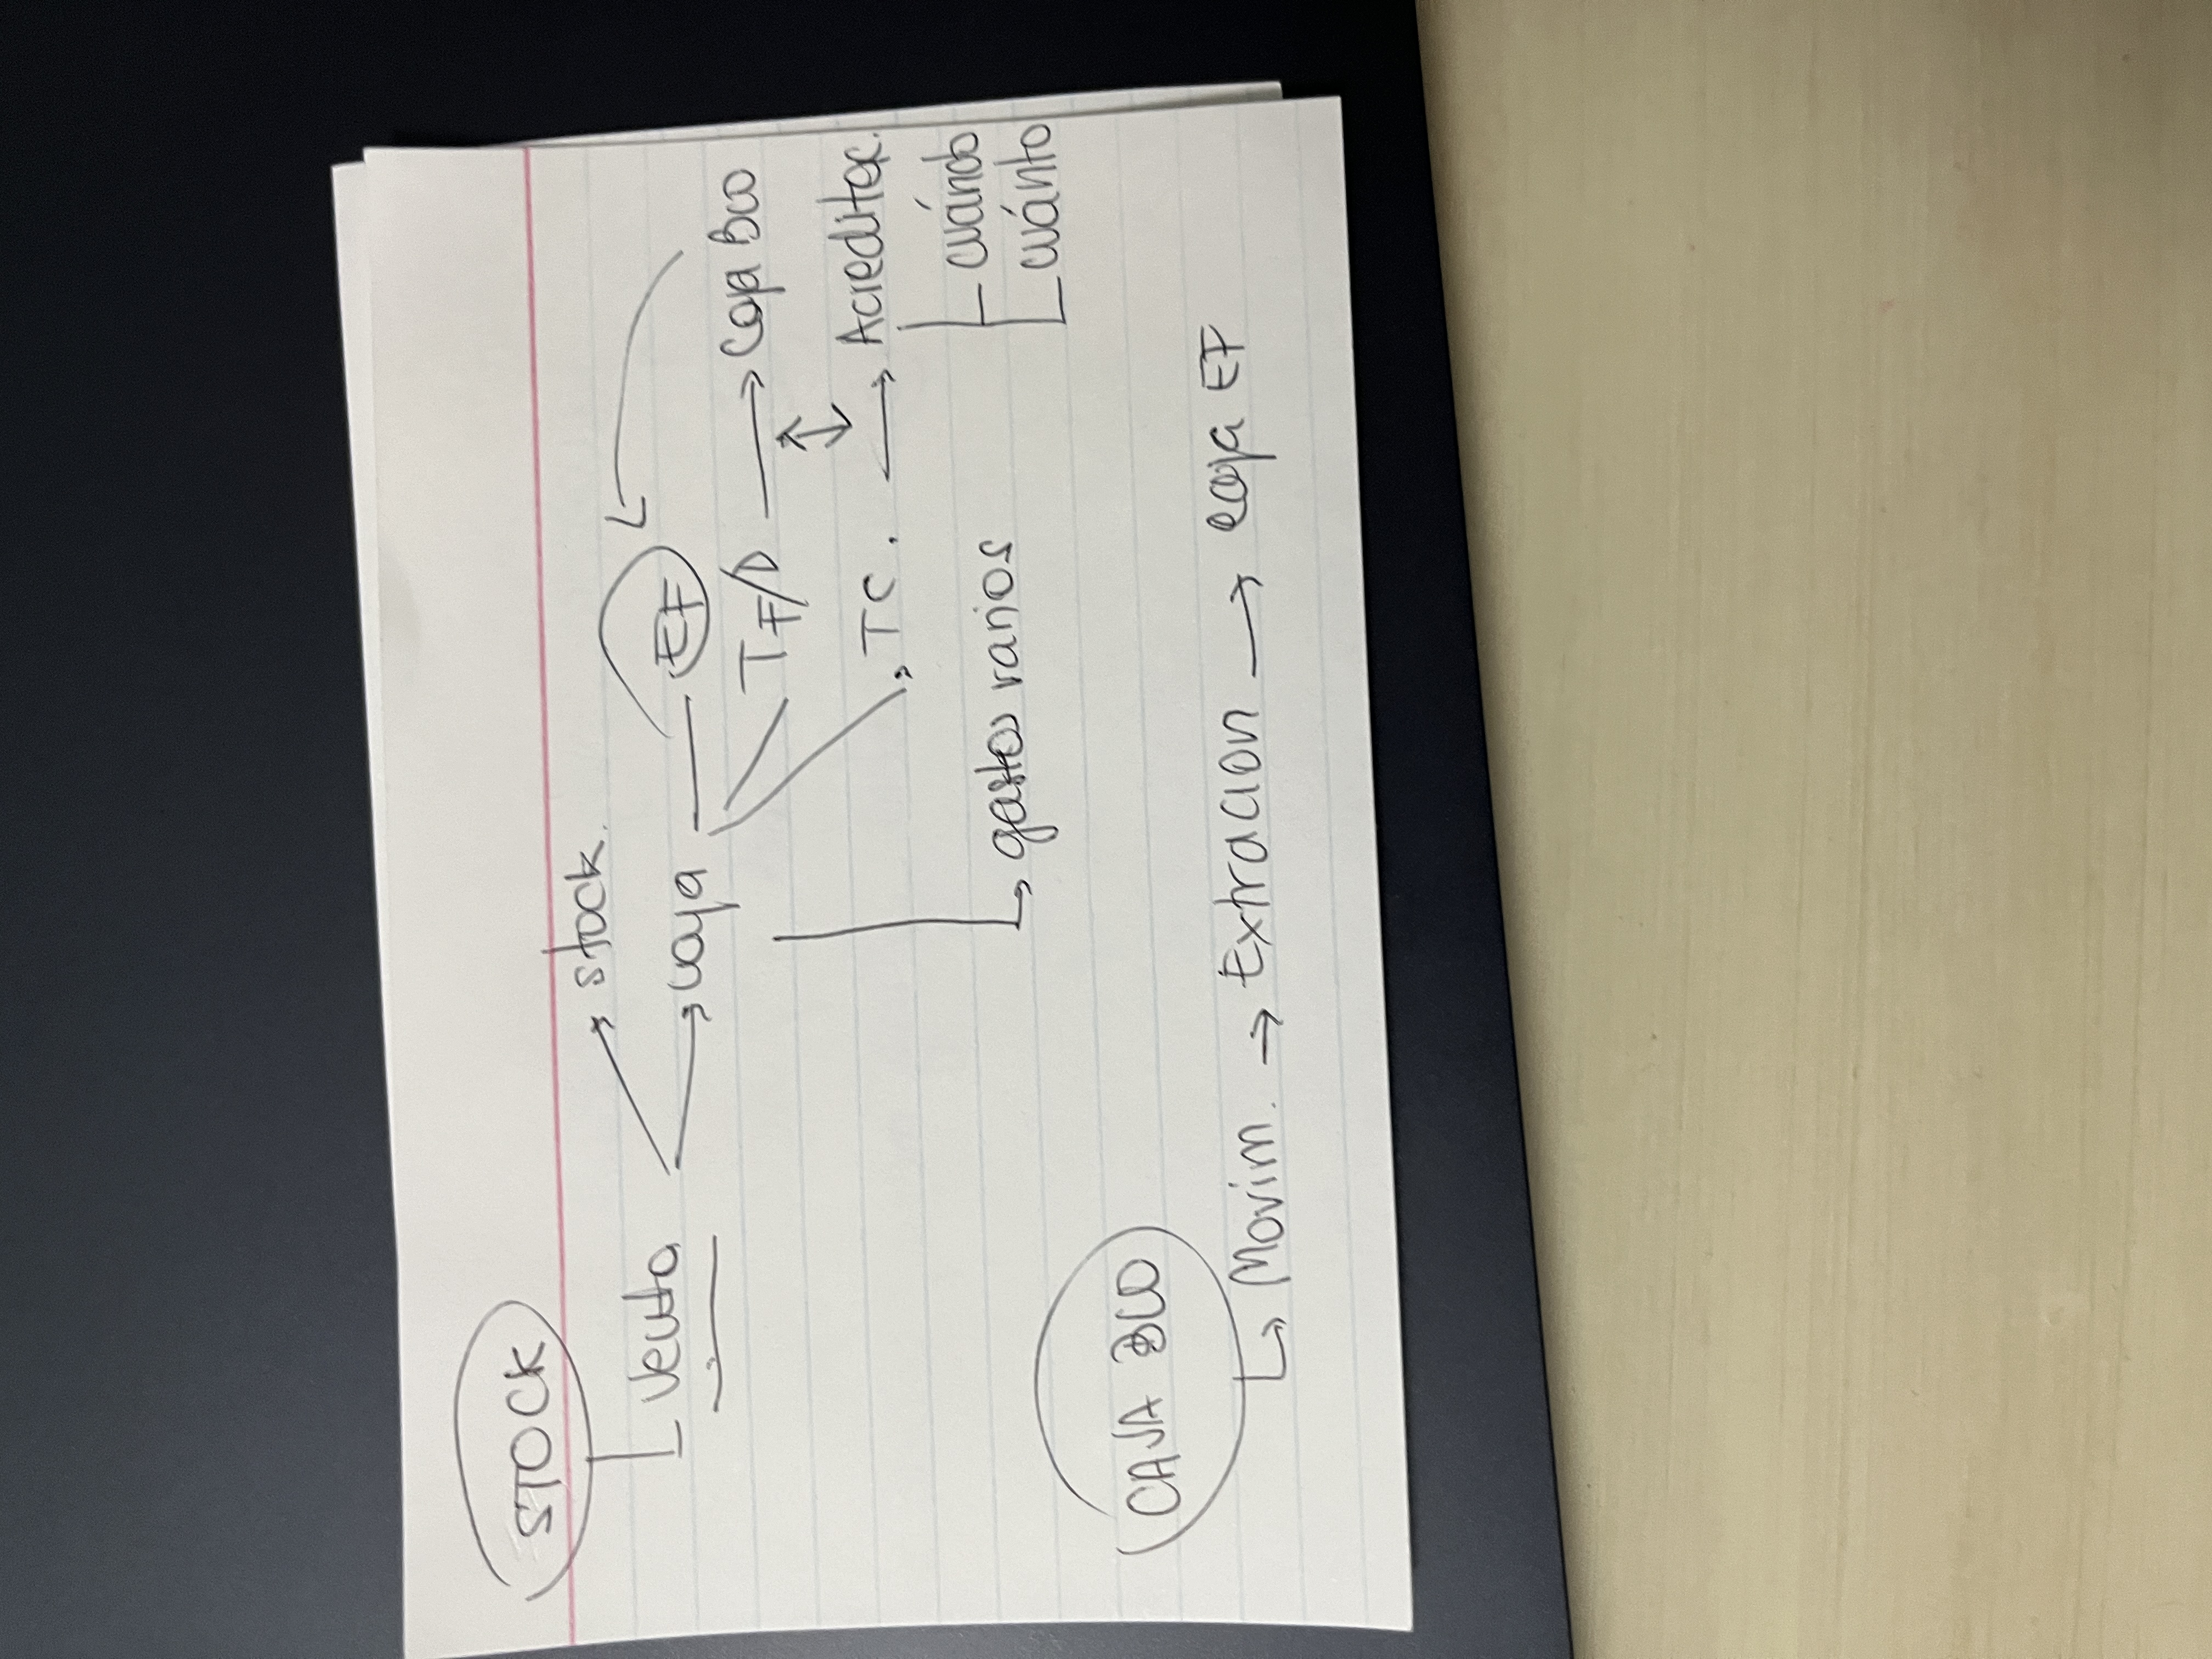 STOCK
stock.
Venta
caja
EF
TF/D
Caja Bco
TC.
Acreditac.
cuándo
gastos varios
cuánto
CAJA BCO
Movim.
Extracion
caja EF